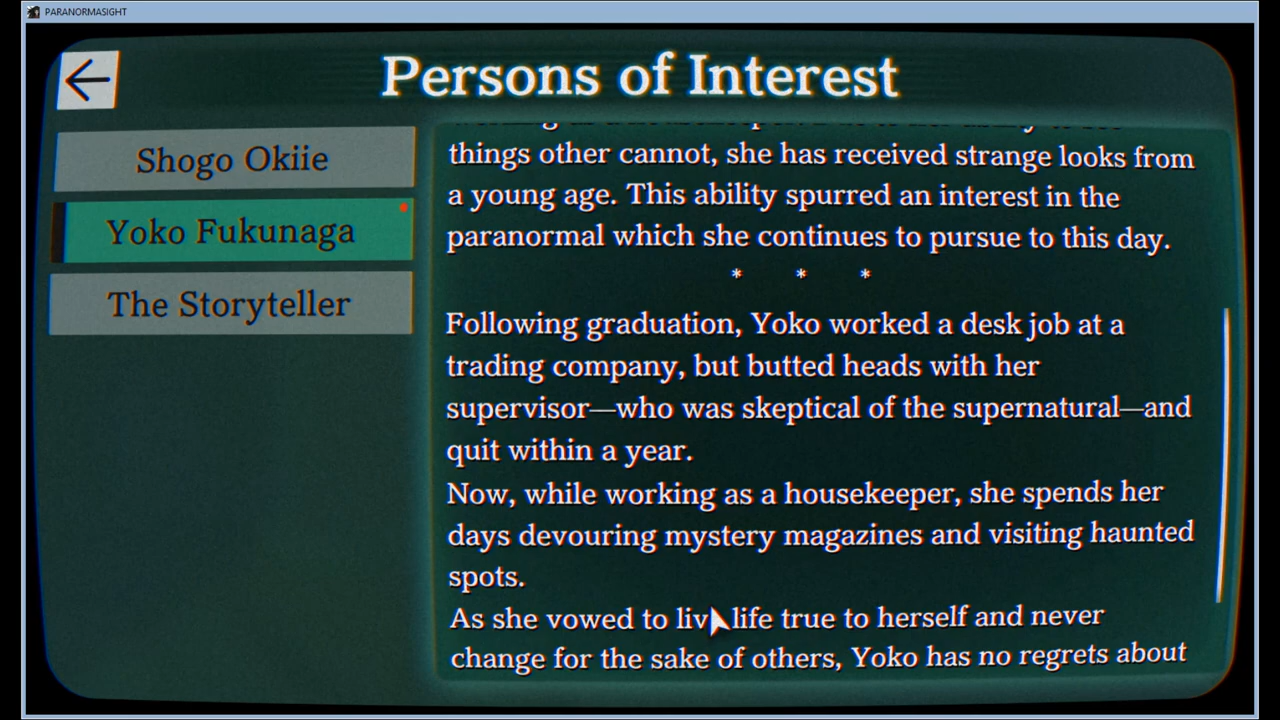 PARANORMASIGHT
Persons of Interest
Shogo Okiie
Yoko Fukunaga
The Storyteller
things other cannot, she has received strange looks from
a young age. This ability spurred an interest in the
paranormal which she continues to pursue to this day.
* * *
Following graduation, Yoko worked a desk job at a
trading company, but butted heads with her
supervisor—who was skeptical of the supernatural—and
quit within a year.
Now, while working as a housekeeper, she spends her
days devouring mystery magazines and visiting haunted
spots.
As she vowed to liv life true to herself and never
change for the sake of others, Yoko has no regrets about